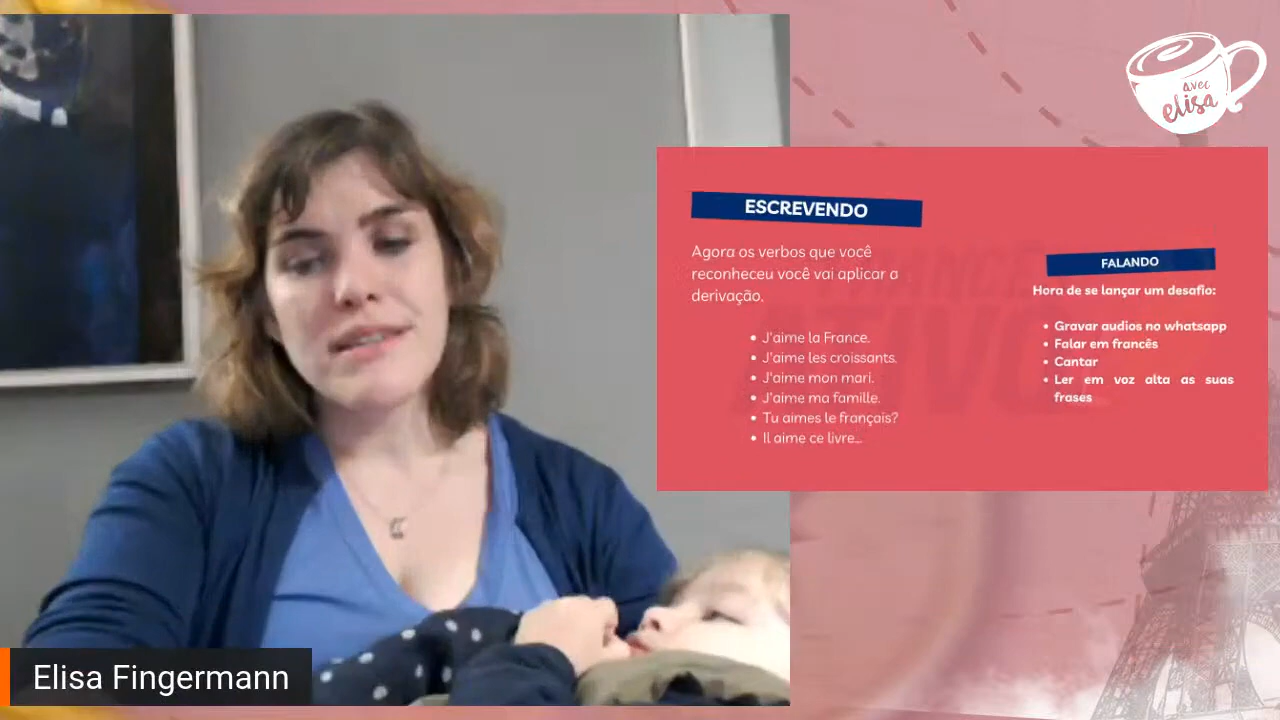 avec
elisa
ESCREVENDO
Agora os verbos que você
reconheceu você vai aplicar a
derivação.
• J'aime la France.
• J'aime les croissants.
• J'aime mon mari.
• J'aime ma famille.
• Tu aimes le français?
• Il aime ce livre...
FALANDO
Hora de se lançar um desafio:
• Gravar audios no whatsapp
• Falar em francês
• Cantar
• Ler em voz alta as suas
frases
Elisa Fingermann